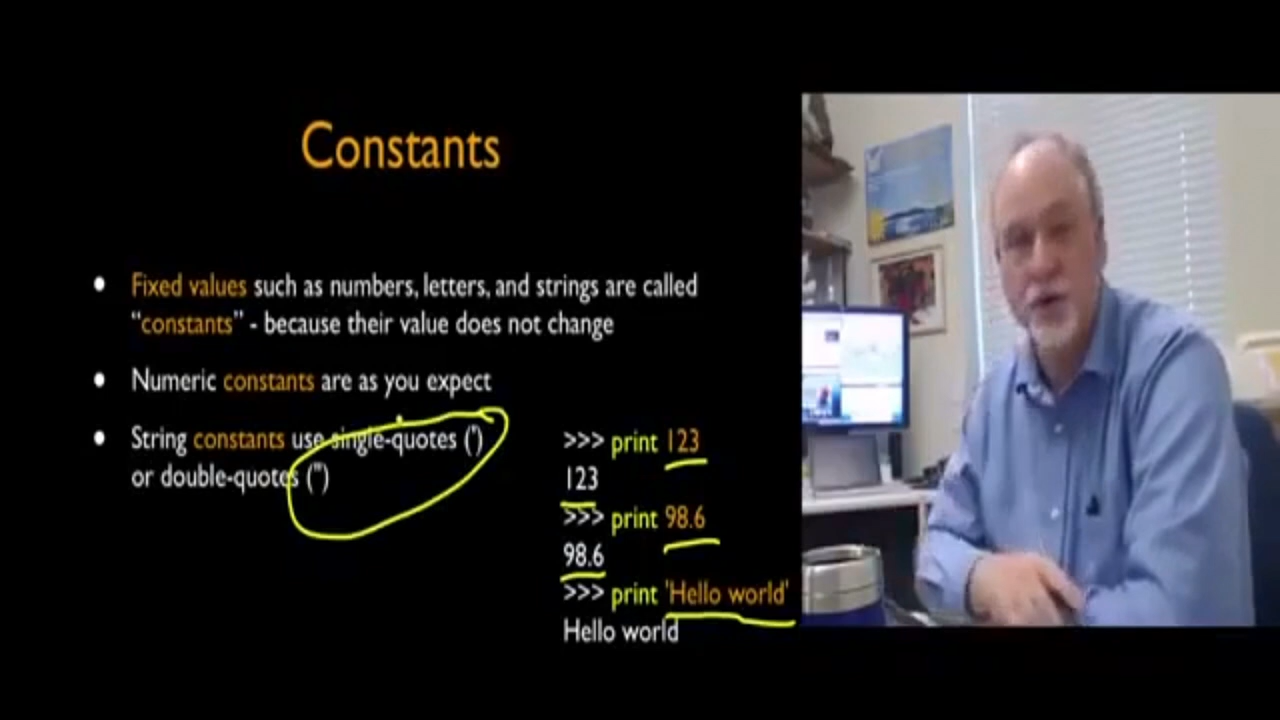 Constants
Fixed values such as numbers, letters, and strings are called
“constants” - because their value does not change
Numeric constants are as you expect
String constants use single-quotes (')
or double-quotes (")
>>> print 123
123
>>> print 98.6
98.6
>>> print 'Hello world'
Hello world